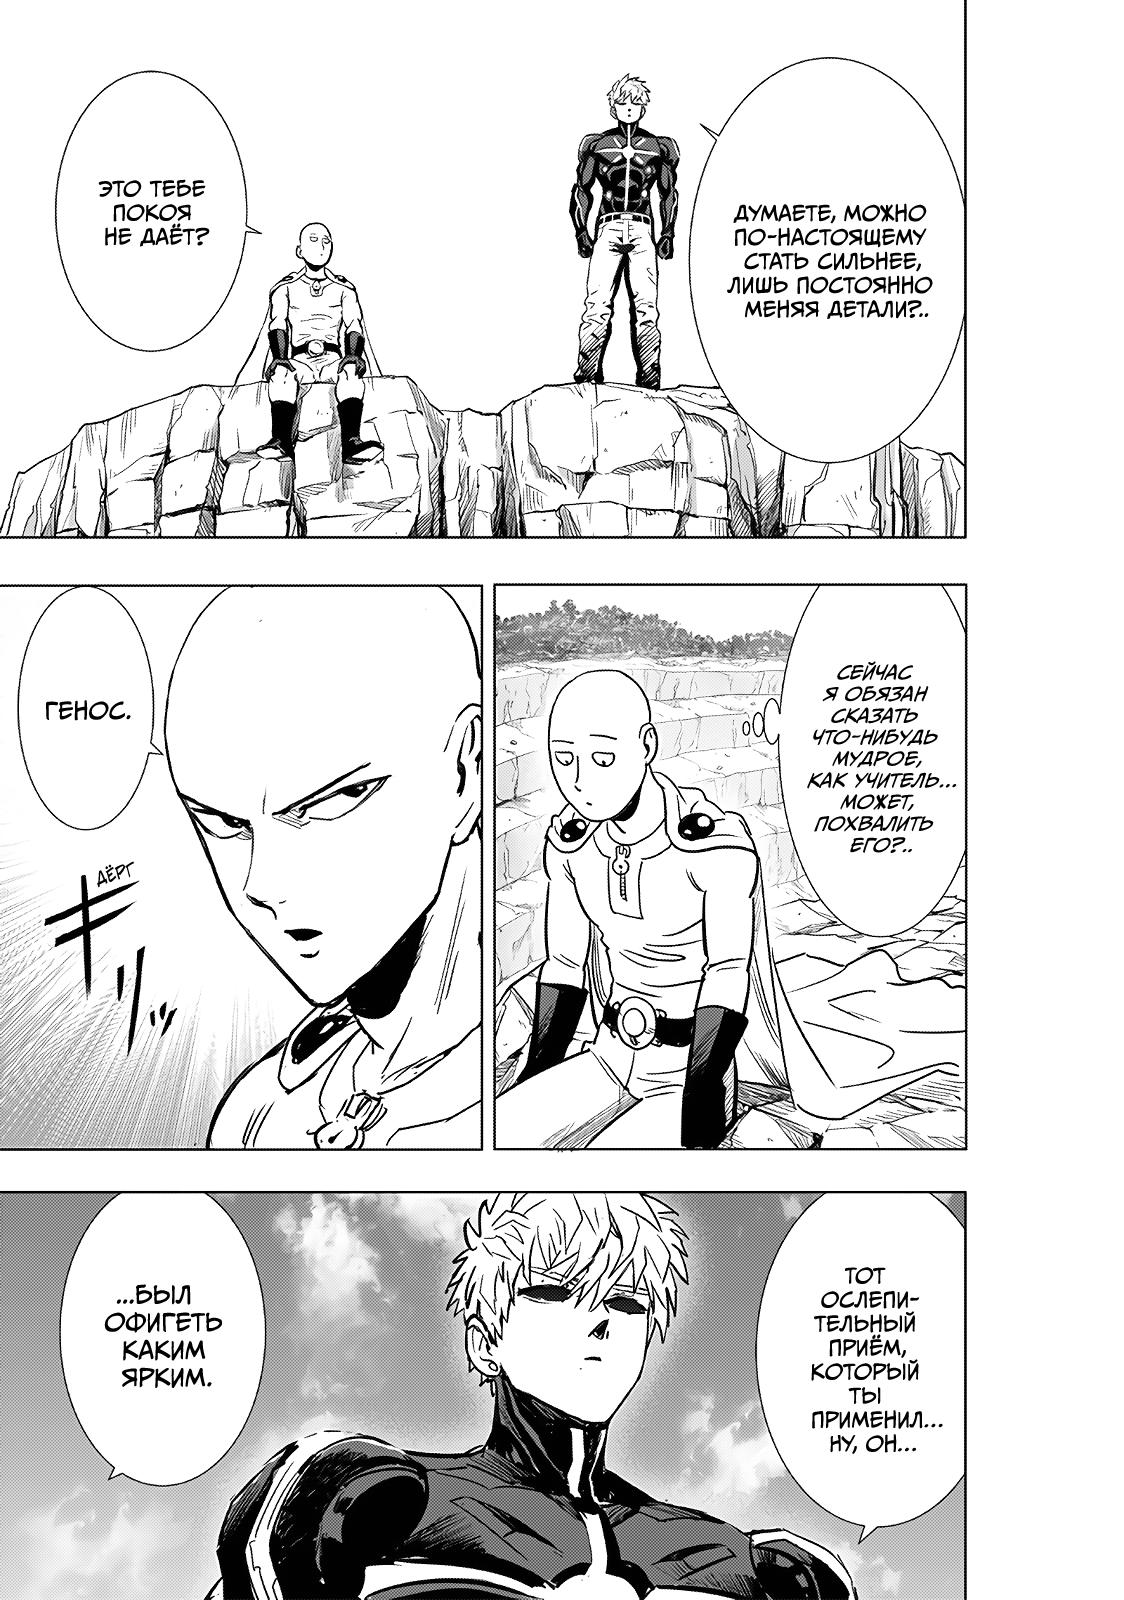 ДУМАЕТЕ, МОЖНО
ПО-НАСТОЯЩЕМУ
СТАТЬ СИЛЬНЕЕ,
ЛИШЬ ПОСТОЯННО
МЕНЯЯ ДЕТАЛИ?..
ЭТО ТЕБЕ
ПОКОЯ
НЕ ДАЁТ?
СЕЙЧАС
Я ОБЯЗАН
СКАЗАТЬ
ЧТО-НИБУДЬ
МУДРОЕ,
КАК УЧИТЕЛЬ...
МОЖЕТ,
ПОХВАЛИТЬ
ЕГО?..
ГЕНОС.
ДЁРГ
キッ
ТОТ
ОСЛЕПИ-
ТЕЛЬНЫЙ
ПРИЁМ,
КОТОРЫЙ
ТЫ
ПРИМЕНИЛ...
НУ, ОН...
...БЫЛ
ОФИГЕТЬ
КАКИМ
ЯРКИМ.